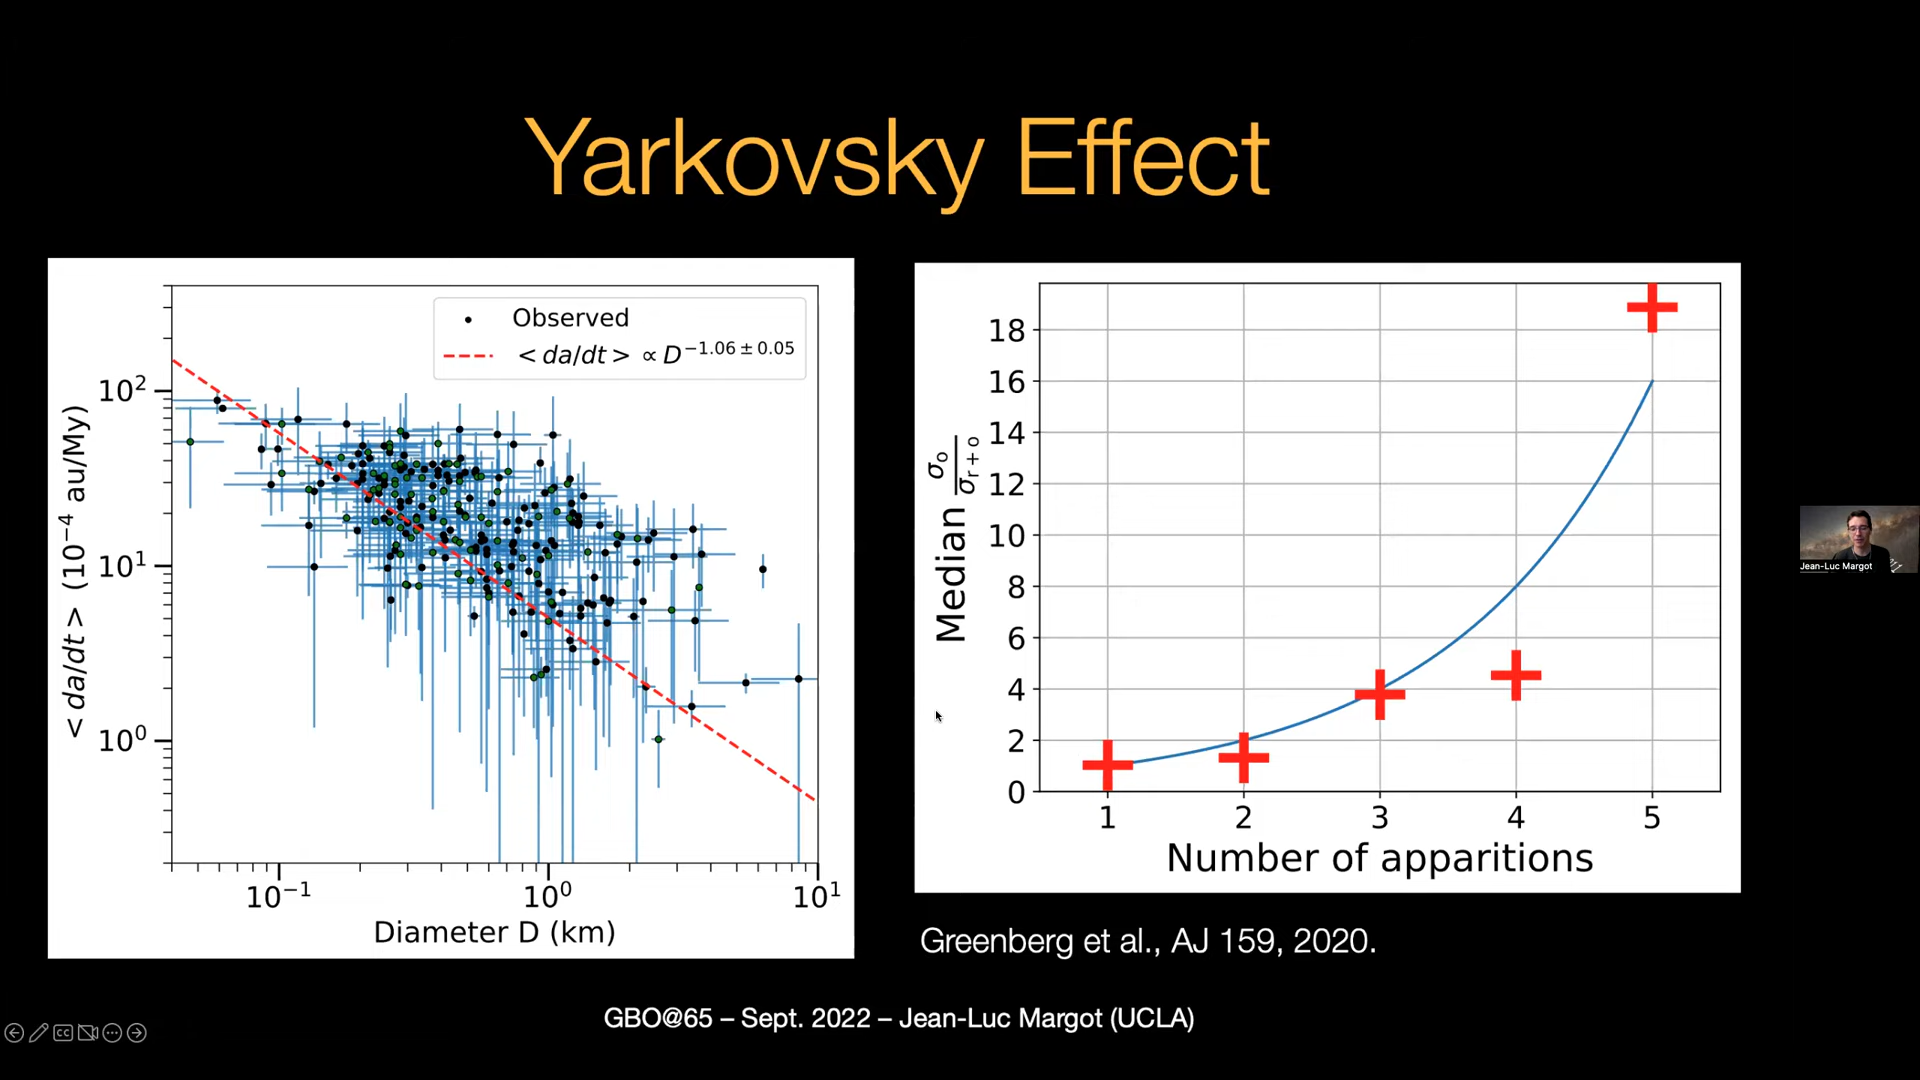 Yarkovsky Effect
Observed
<da/dt> ∝ D^−1.06±0.05
<da/dt> (10^−4 au/My)
10^2
10^1
10^0
10^−1
10^0
10^1
Diameter D (km)
Median σ_o/σ_r+o
18
16
14
12
10
8
6
4
2
0
1 2 3 4 5
Number of apparitions
Greenberg et al., AJ 159, 2020.
GBO@65 – Sept. 2022 – Jean-Luc Margot (UCLA)
Jean-Luc Margot
CC